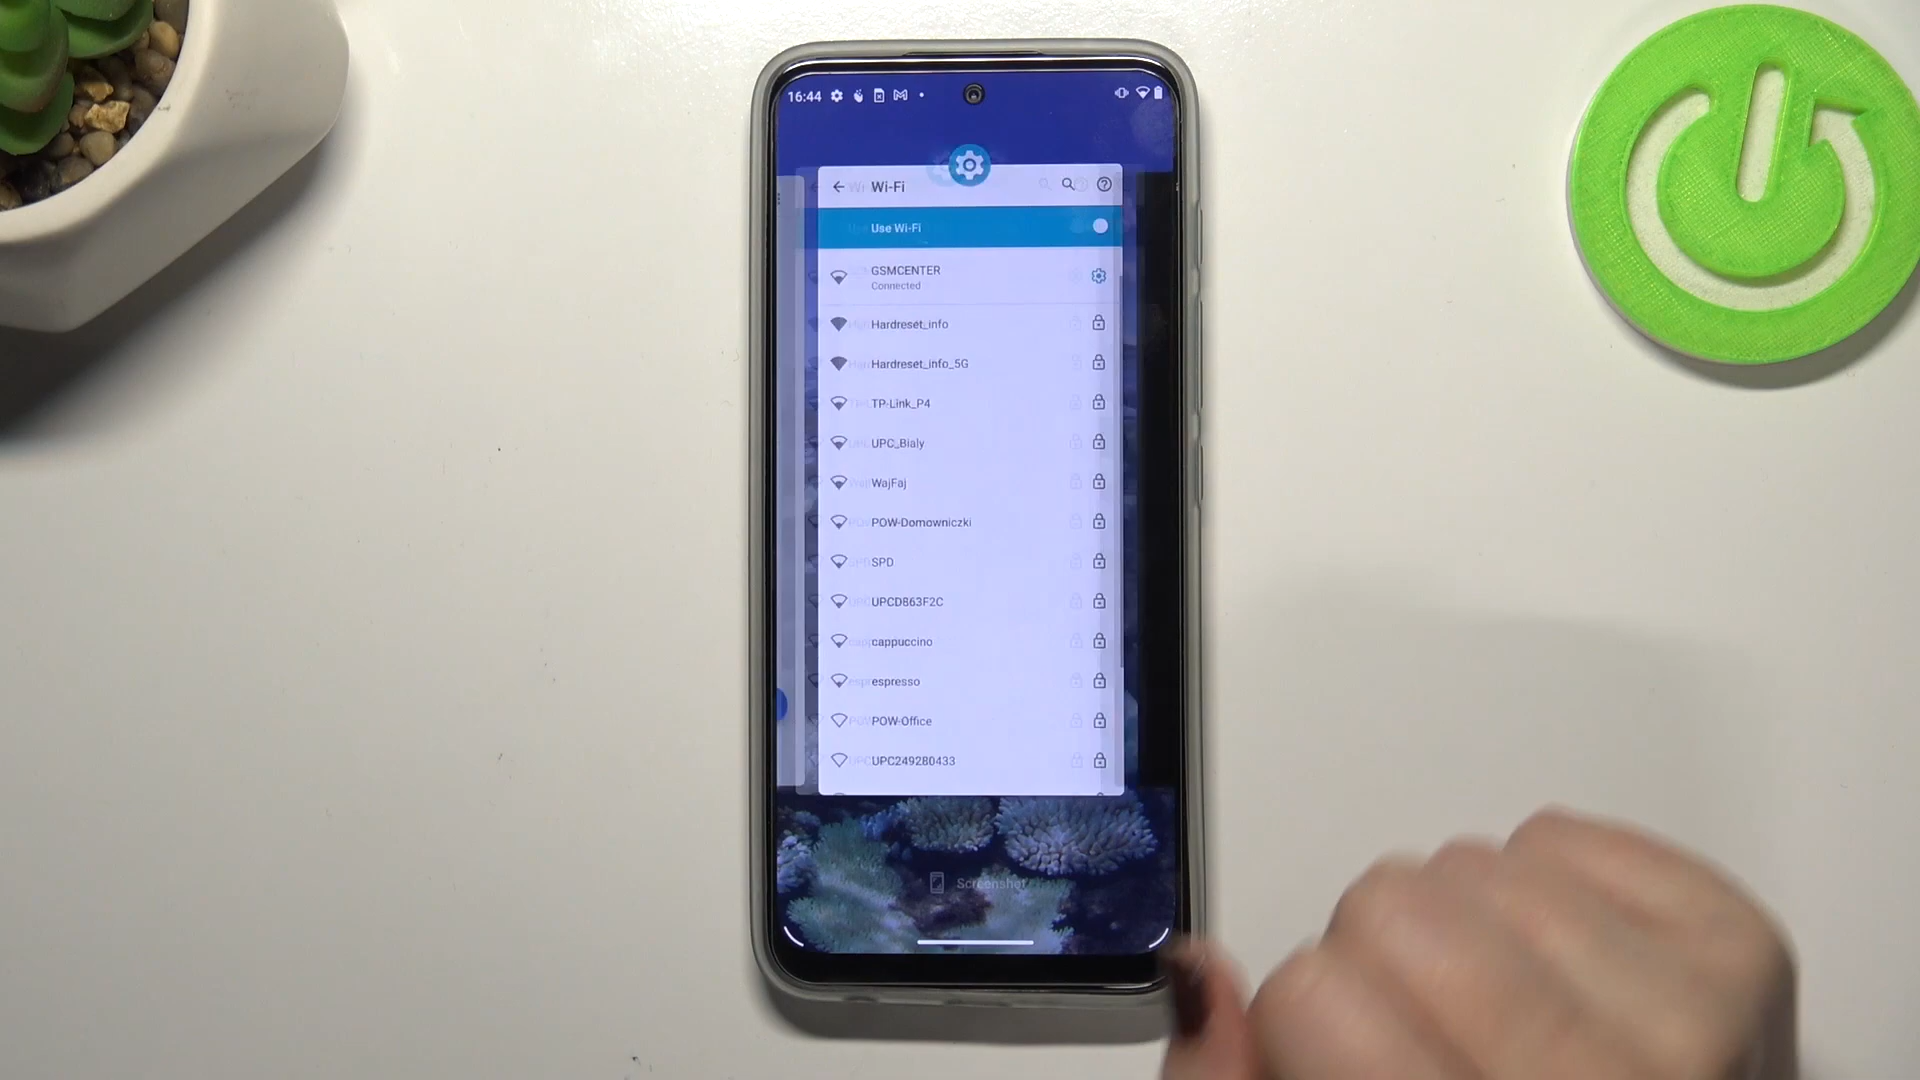 16:44
Wi-Fi
Use Wi-Fi
GSMCENTER
Connected
Hardreset_info
Hardreset_info_5G
TP-Link_P4
UPC_Bialy
WajFaj
POW-Domowniczki
SPD
UPCD863F2C
cappuccino
espresso
POW-Office
UPC249280433
Screenshot